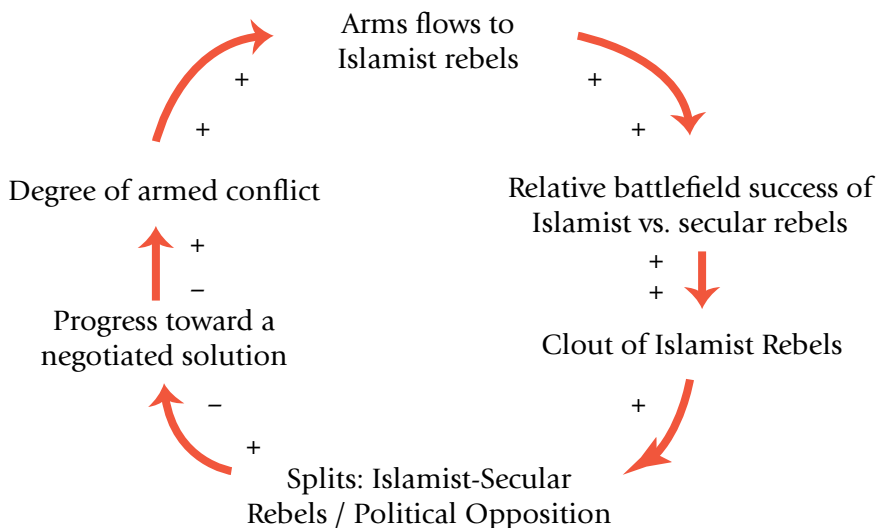 Arms flows to
Islamist rebels
+
+
+
+
Degree of armed conflict
Relative battlefield success of
Islamist vs. secular rebels
+
–
+
+
Progress toward a
negotiated solution
Clout of Islamist Rebels
–
+
+
Splits: Islamist-Secular
Rebels / Political Opposition